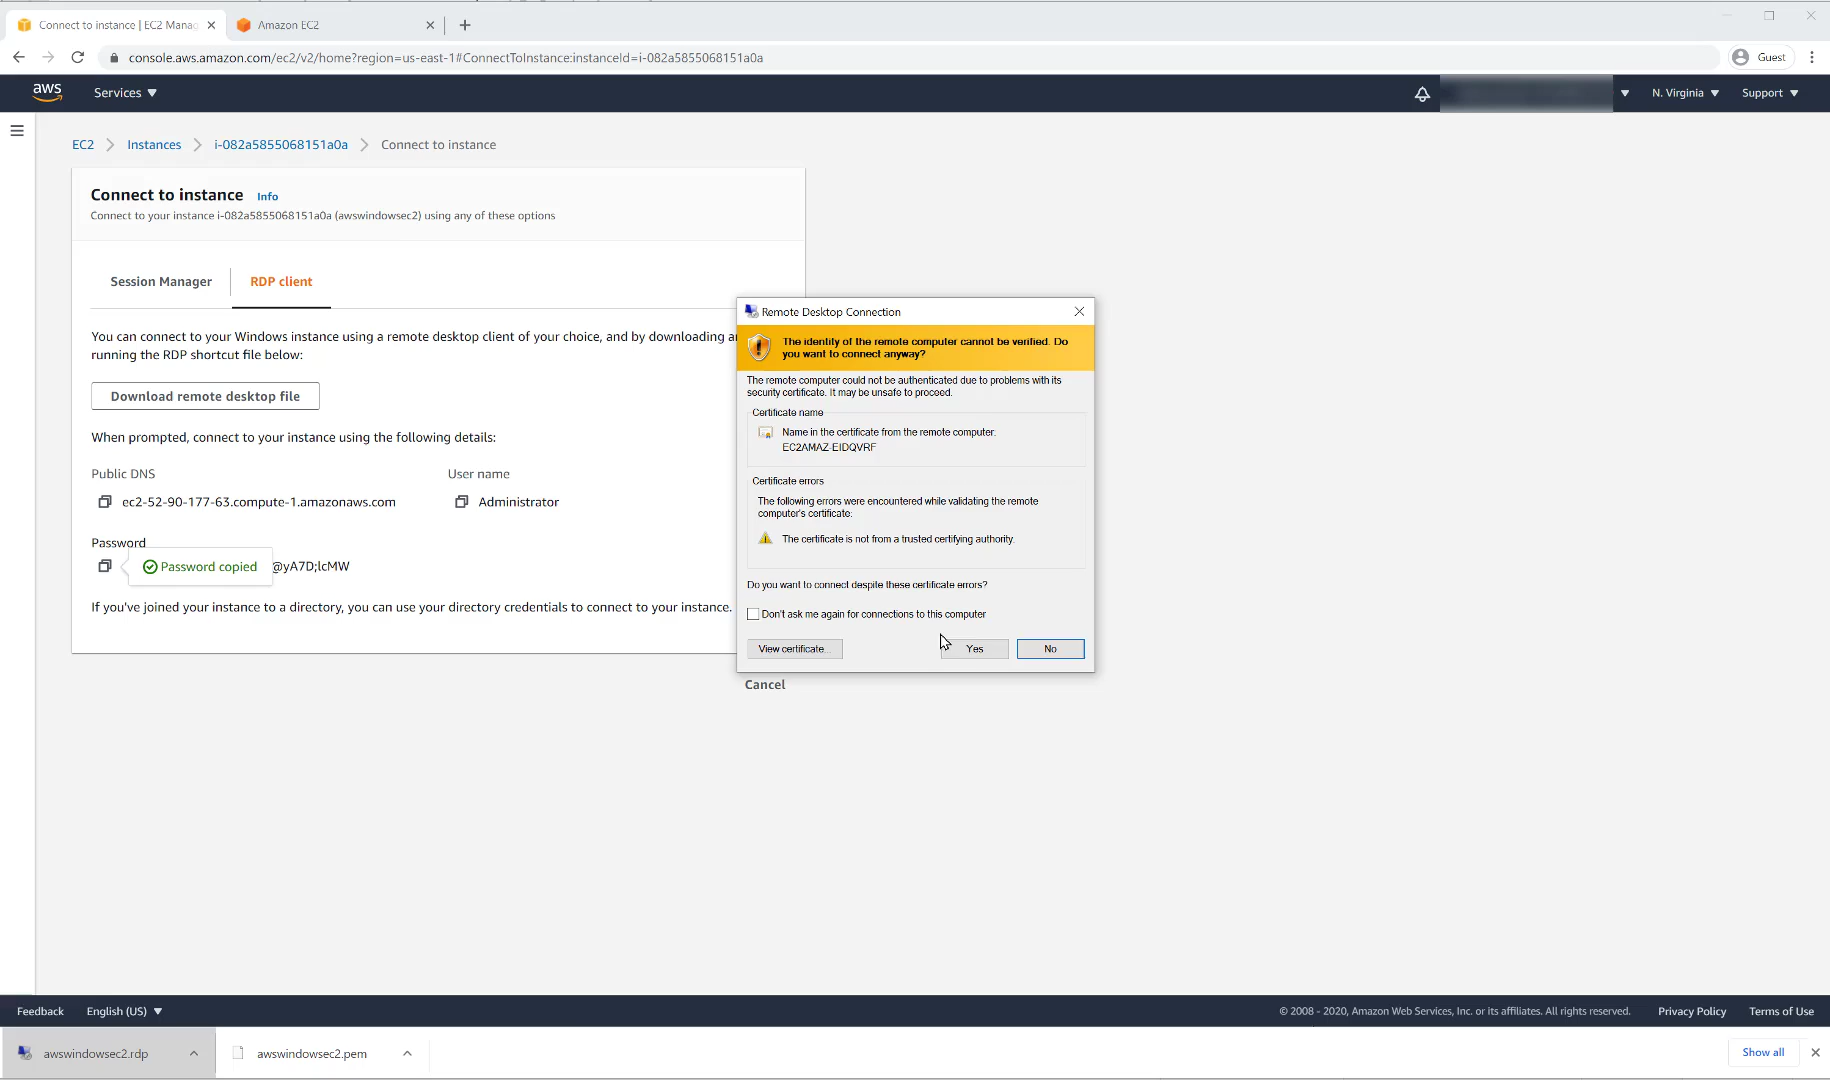 Connect to instance | EC2 Manag
Amazon EC2
console.aws.amazon.com/ec2/v2/home?region=us-east-1#ConnectToInstance:instanceId=i-082a5855068151a0a
Guest
aws
Services
N. Virginia
Support
EC2
Instances
i-082a5855068151a0a
Connect to instance
Connect to instance
Info
Connect to your instance i-082a5855068151a0a (awswindowsec2) using any of these options
Session Manager
RDP client
You can connect to your Windows instance using a remote desktop client of your choice, and by downloading
running the RDP shortcut file below:
Download remote desktop file
When prompted, connect to your instance using the following details:
Public DNS
User name
ec2-52-90-177-63.compute-1.amazonaws.com
Administrator
Password
Password copied
@yA7D;lcMW
If you've joined your instance to a directory, you can use your directory credentials to connect to your instance.
Cancel
Remote Desktop Connection
The identity of the remote computer cannot be verified. Do
you want to connect anyway?
The remote computer could not be authenticated due to problems with its
security certificate. It may be unsafe to proceed.
Certificate name
Name in the certificate from the remote computer:
EC2AMAZ-EIDQVRF
Certificate errors
The following errors were encountered while validating the remote
computer's certificate:
The certificate is not from a trusted certifying authority.
Do you want to connect despite these certificate errors?
Don't ask me again for connections to this computer
View certificate...
Yes
No
Feedback
English (US)
© 2008 - 2020, Amazon Web Services, Inc. or its affiliates. All rights reserved.
Privacy Policy
Terms of Use
awswindowsec2.rdp
awswindowsec2.pem
Show all